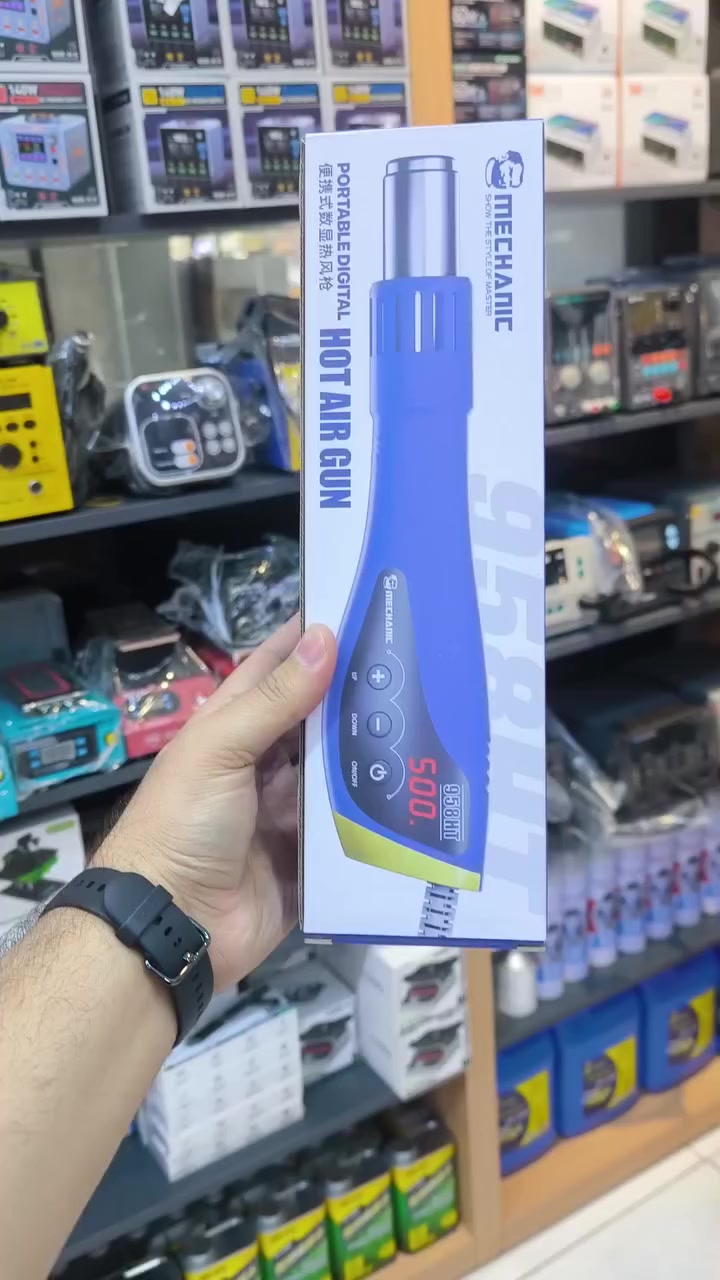 MECHANIC
SHOW THE STYLE OF MASTER
PORTABLE DIGITAL
便携式数显热风枪
HOT AIR GUN
958HT
MECHANIC
UP
DOWN
ON/OFF
500.
958HT